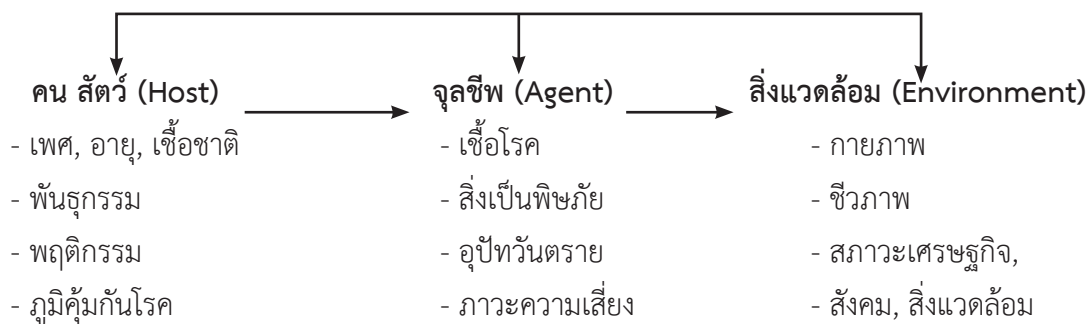 คน สัตว์ (Host)
- เพศ, อายุ, เชื้อชาติ
- พันธุกรรม
- พฤติกรรม
- ภูมิคุ้มกันโรค
จุลชีพ (Agent)
- เชื้อโรค
- สิ่งเป็นพิษภัย
- อุปัทวันตราย
- ภาวะความเสี่ยง
สิ่งแวดล้อม (Environment)
- กายภาพ
- ชีวภาพ
- สภาวะเศรษฐกิจ,
- สังคม, สิ่งแวดล้อม